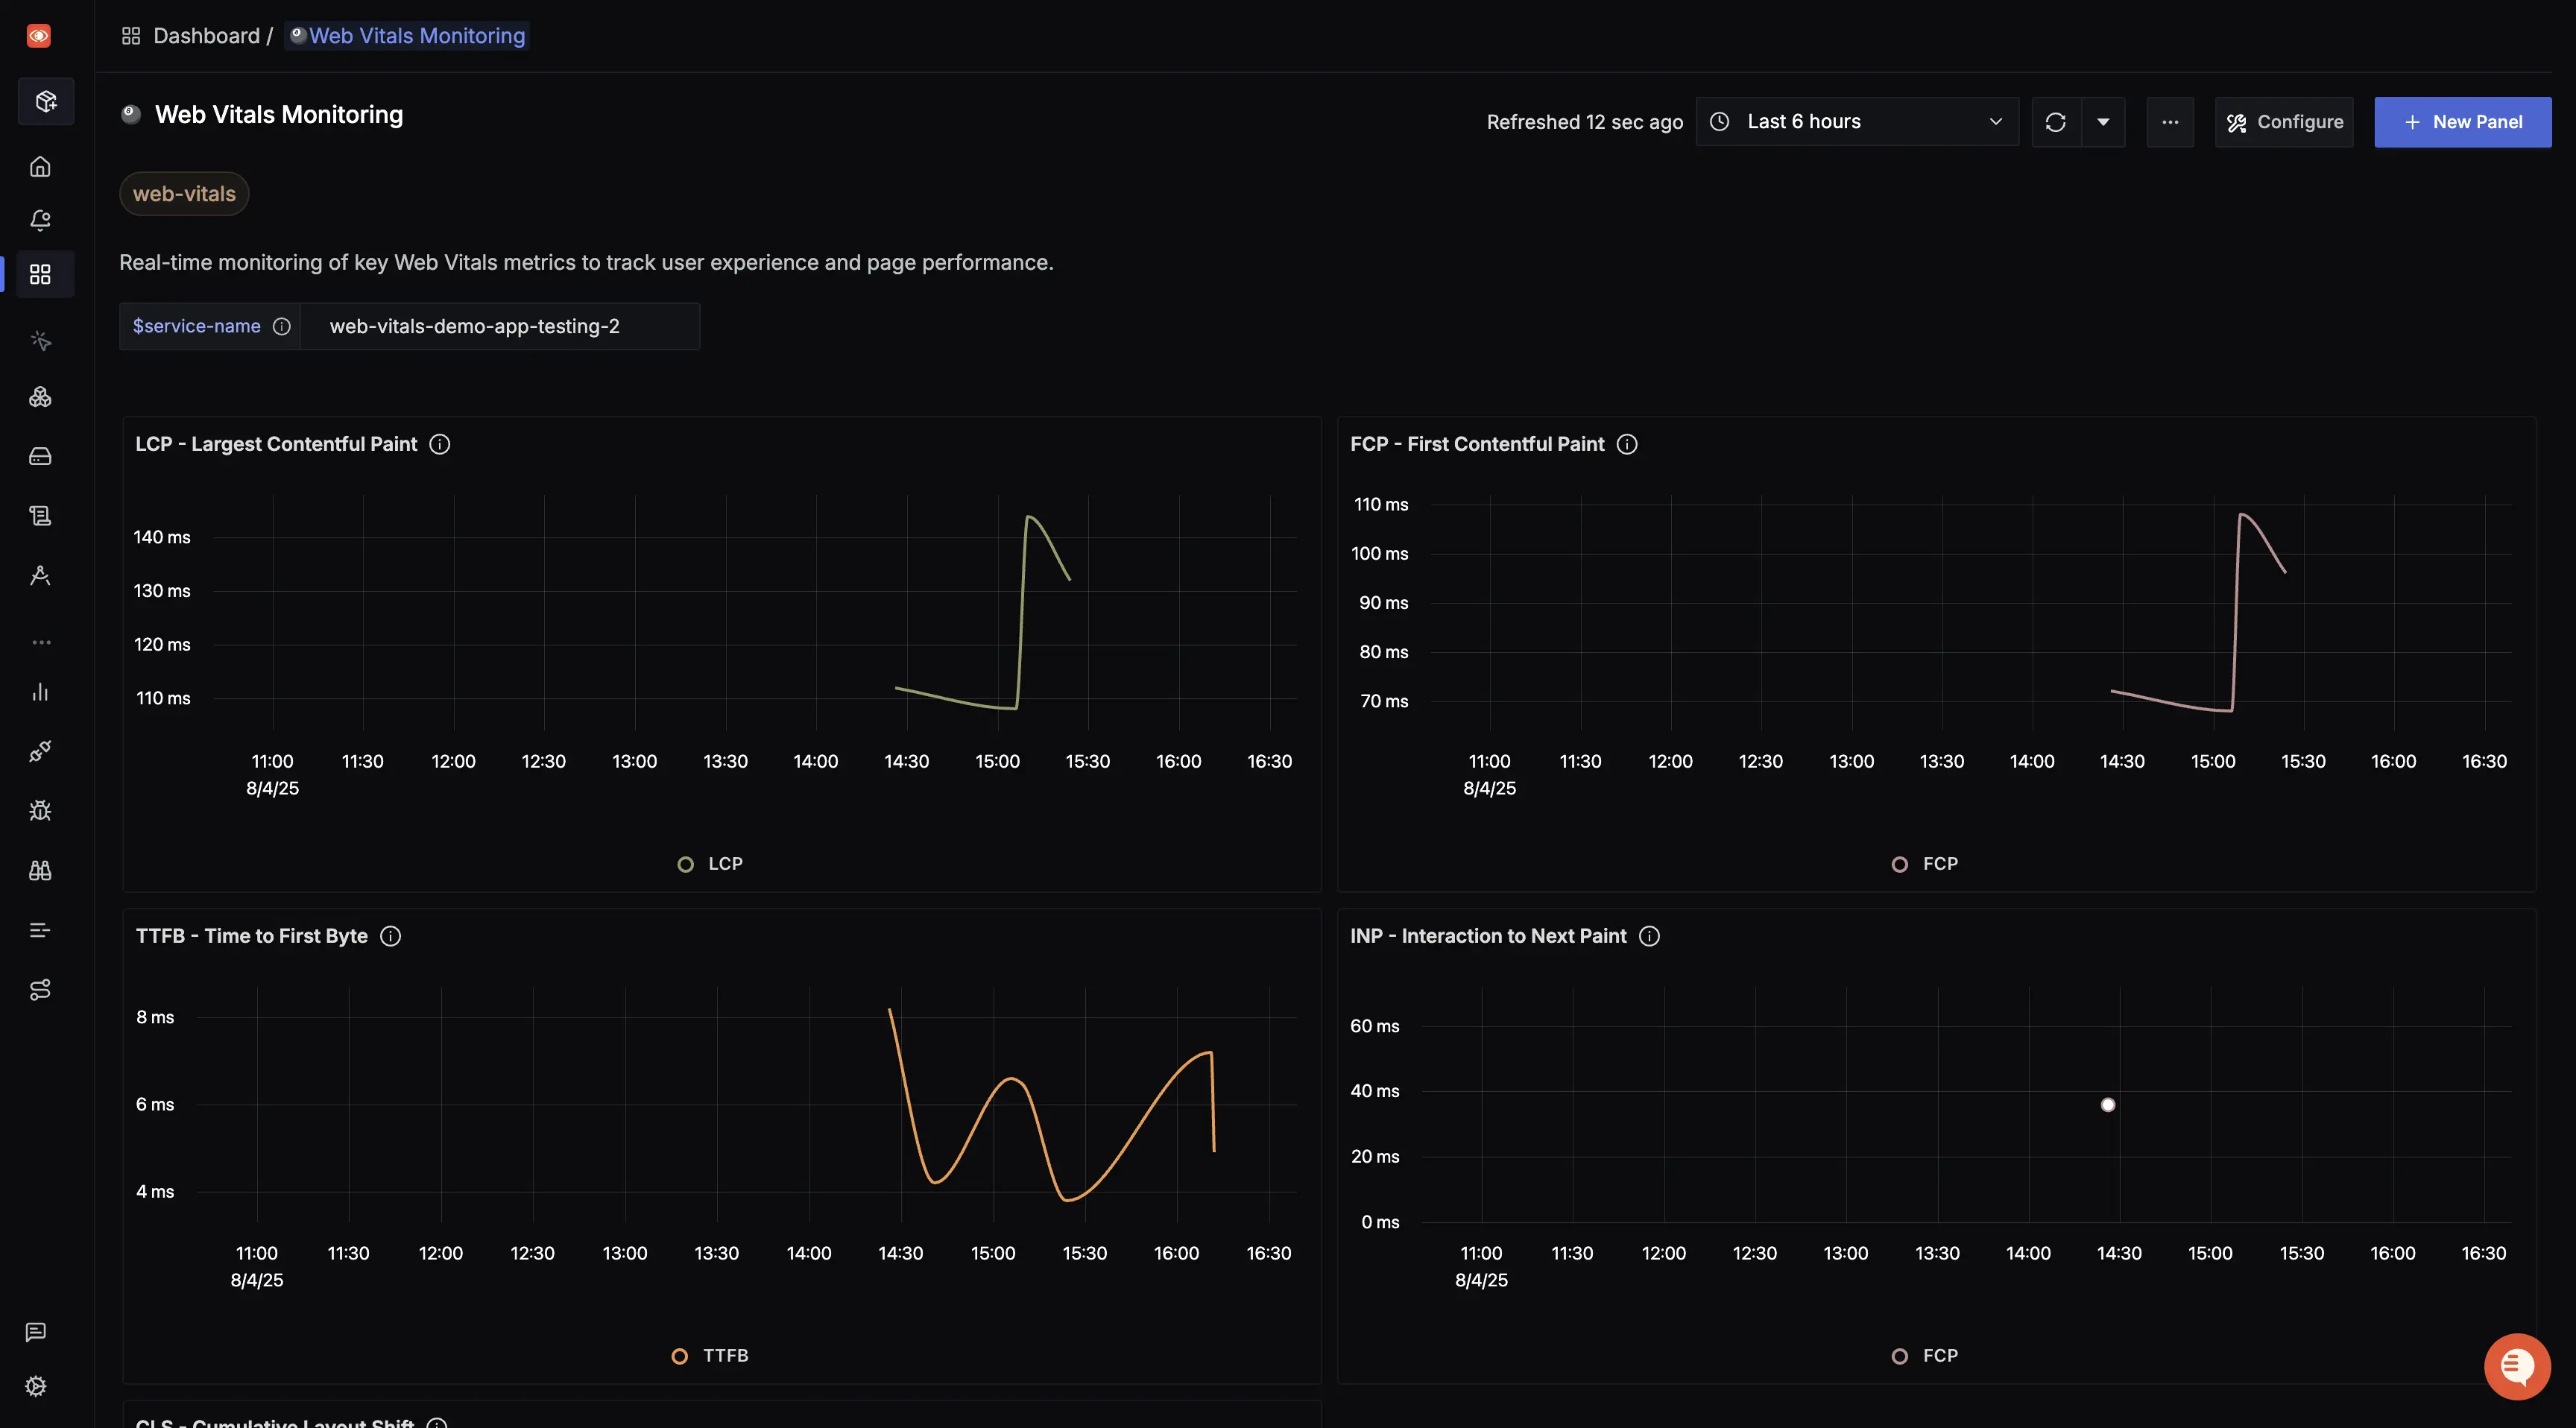 Dashboard / Web Vitals Monitoring
Web Vitals Monitoring
Refreshed 12 sec ago
Last 6 hours
Configure
+ New Panel
web-vitals
Real-time monitoring of key Web Vitals metrics to track user experience and page performance.
$service-name web-vitals-demo-app-testing-2
LCP - Largest Contentful Paint
140 ms
130 ms
120 ms
110 ms
11:00 11:30 12:00 12:30 13:00 13:30 14:00 14:30 15:00 15:30 16:00 16:30
8/4/25
LCP
FCP - First Contentful Paint
110 ms
100 ms
90 ms
80 ms
70 ms
11:00 11:30 12:00 12:30 13:00 13:30 14:00 14:30 15:00 15:30 16:00 16:30
8/4/25
FCP
TTFB - Time to First Byte
8 ms
6 ms
4 ms
11:00 11:30 12:00 12:30 13:00 13:30 14:00 14:30 15:00 15:30 16:00 16:30
8/4/25
TTFB
INP - Interaction to Next Paint
60 ms
40 ms
20 ms
0 ms
11:00 11:30 12:00 12:30 13:00 13:30 14:00 14:30 15:00 15:30 16:00 16:30
8/4/25
FCP
CLS - Cumulative Layout Shift